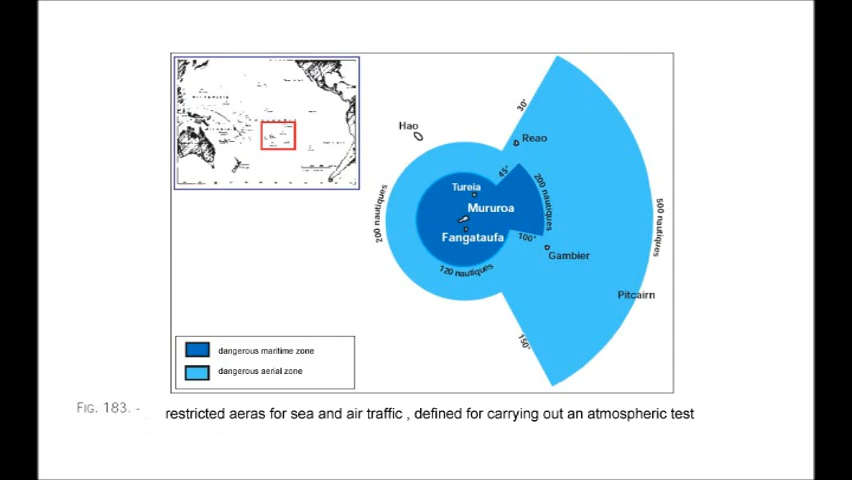 Hao
30°
Reao
45°
200 nautiques
Tureia
Mururoa
200 nautiques
500 nautiques
Fangataufa
100°
Gambier
120 nautiques
Pitcairn
150°
dangerous maritime zone
dangerous aerial zone
FIG. 183. -
restricted aeras for sea and air traffic , defined for carrying out an atmospheric test